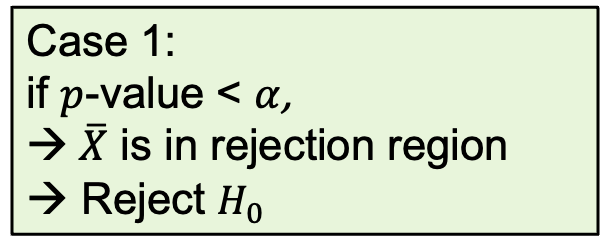 Case 1:
if p-value < α,
→ X̄ is in rejection region
→ Reject H₀